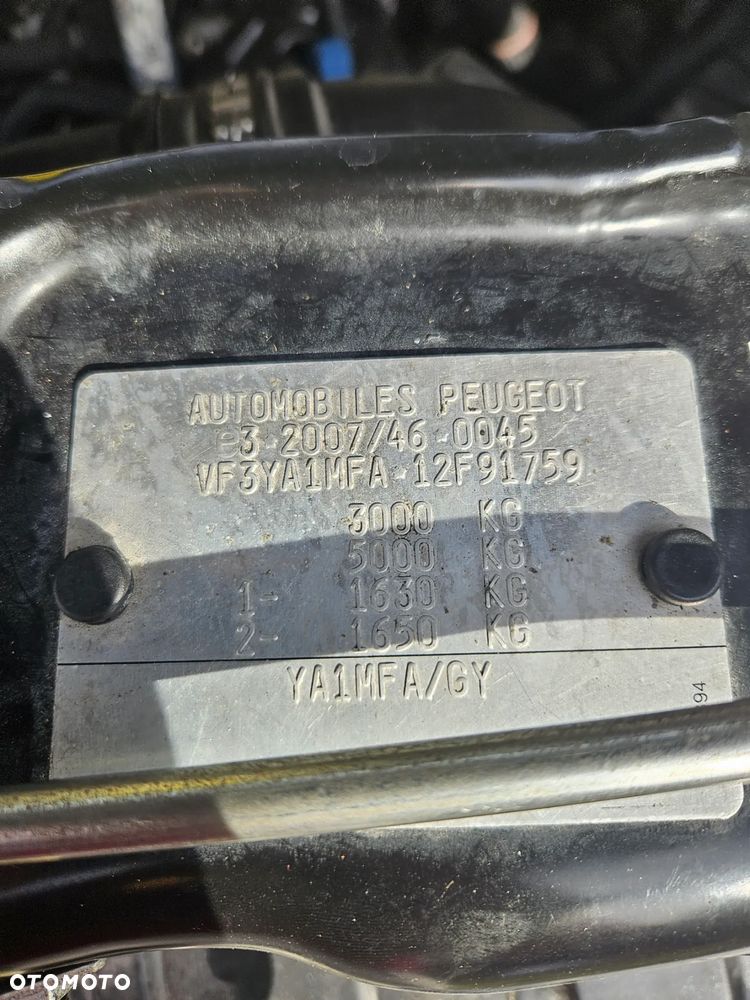 AUTOMOBILES PEUGEOT
e3 2007/46 0045
VF3YA1MFA 12F91759
3000 KG
5000 KG
1- 1630 KG
2- 1650 KG
YA1MFA/GY
94
OTOMOTO